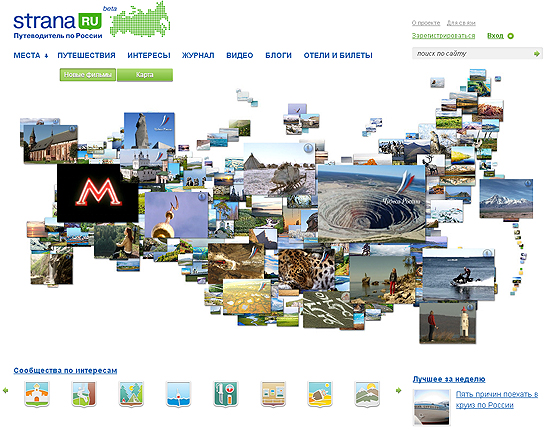 strana.RU
beta
Путеводитель по России
О проекте Для связи
Зарегистрироваться Вход
МЕСТА ПУТЕШЕСТВИЯ ИНТЕРЕСЫ ЖУРНАЛ ВИДЕО БЛОГИ ОТЕЛИ И БИЛЕТЫ
поиск по сайту
Новые фильмы Карта
М
Чудеса России
Сообщества по интересам
Лучшее за неделю
Пять причин поехать в
круиз по России